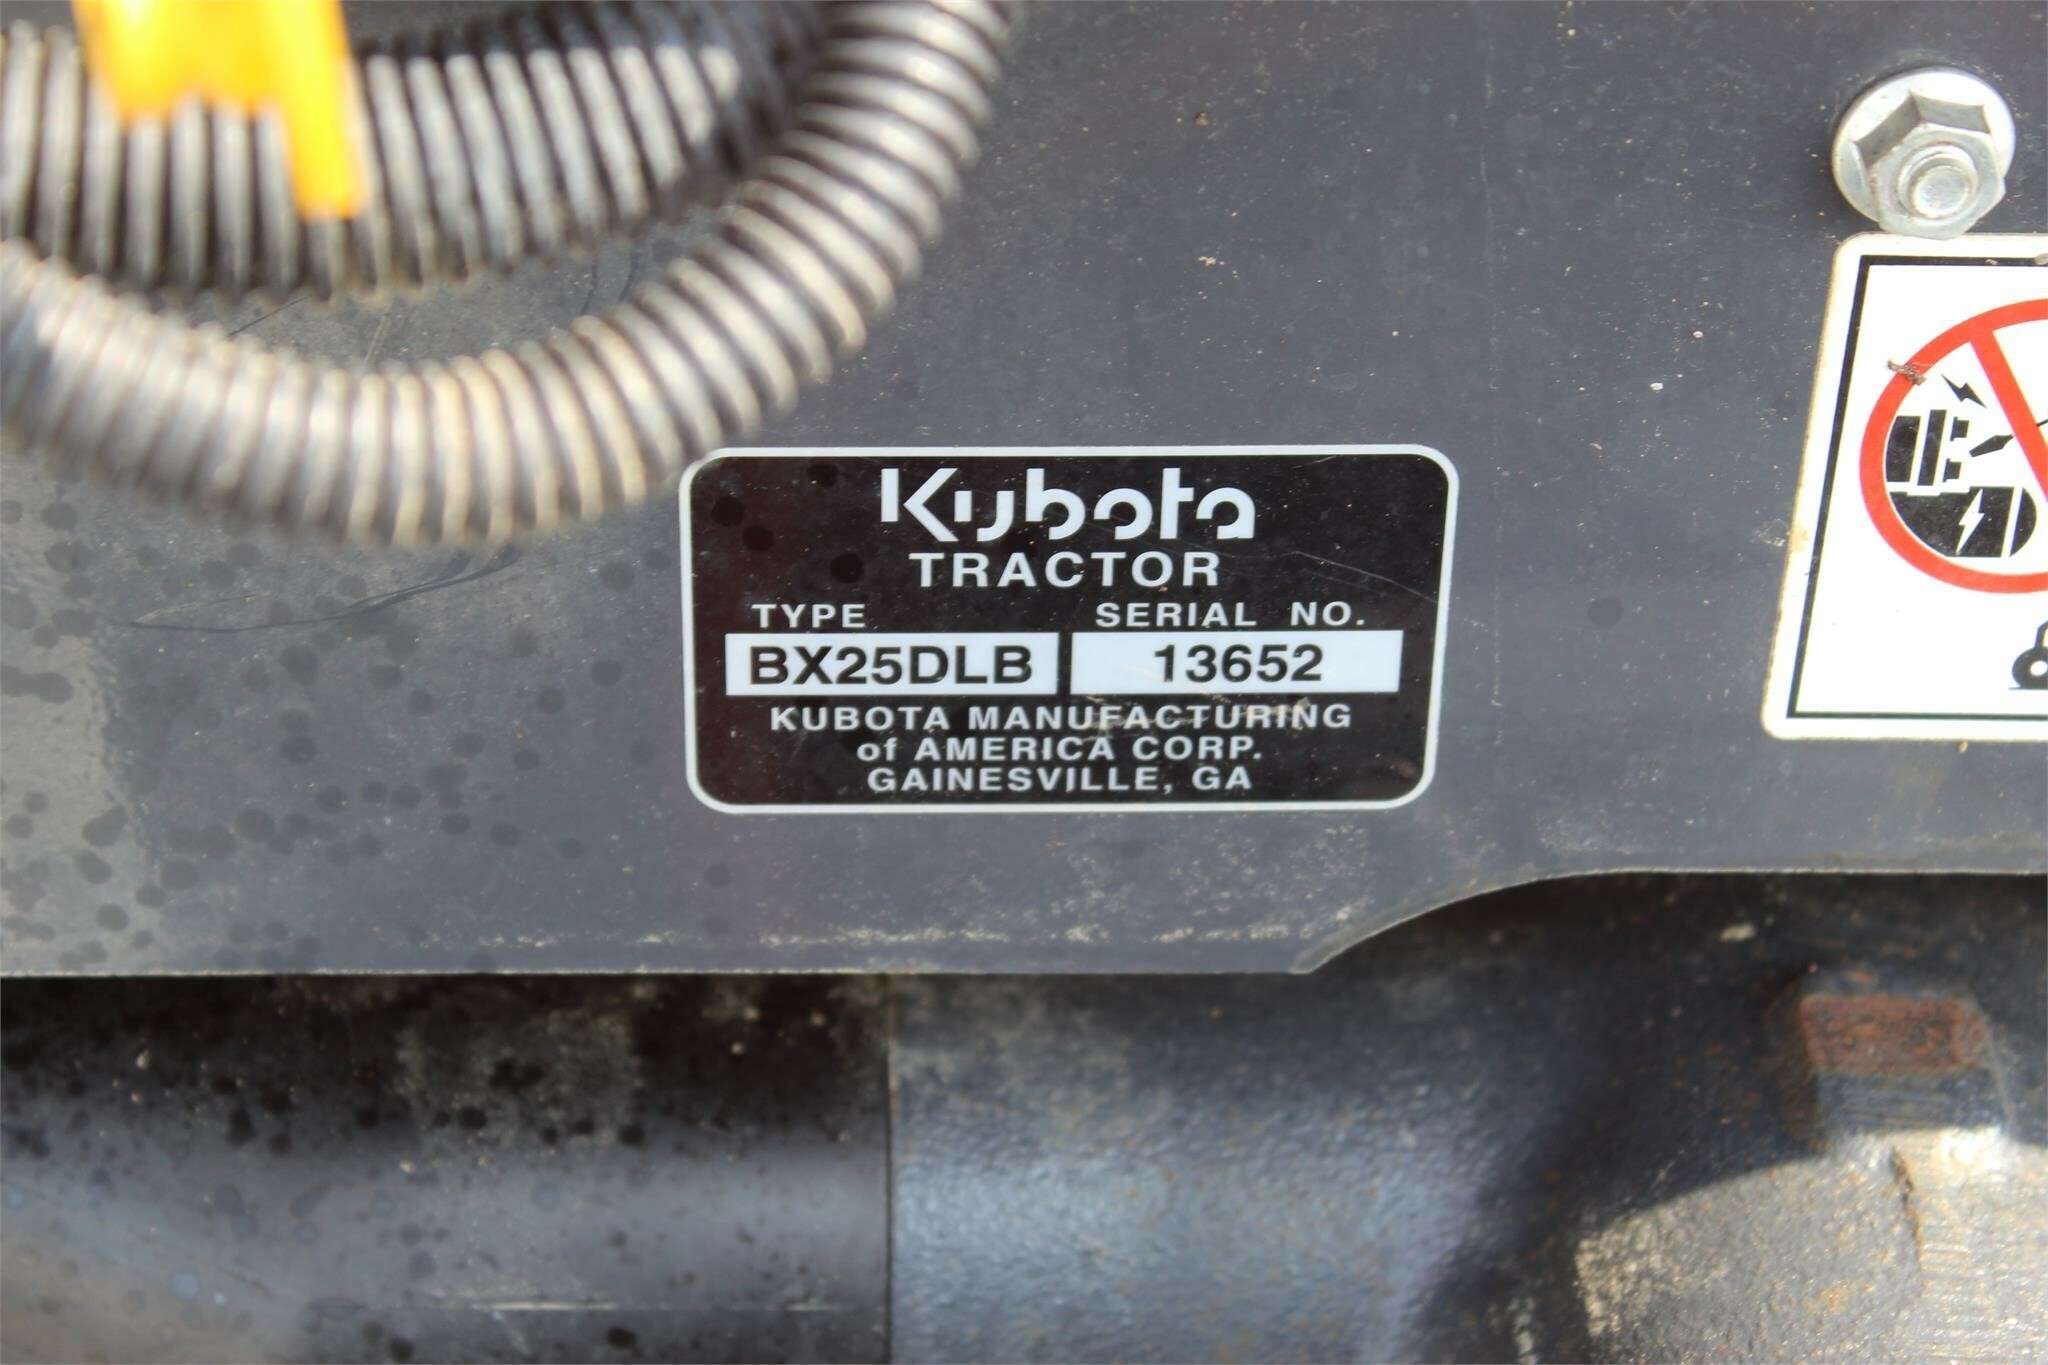 Kubota
TRACTOR
TYPE SERIAL NO.
BX25DLB 13652
KUBOTA MANUFACTURING
of AMERICA CORP.
GAINESVILLE, GA